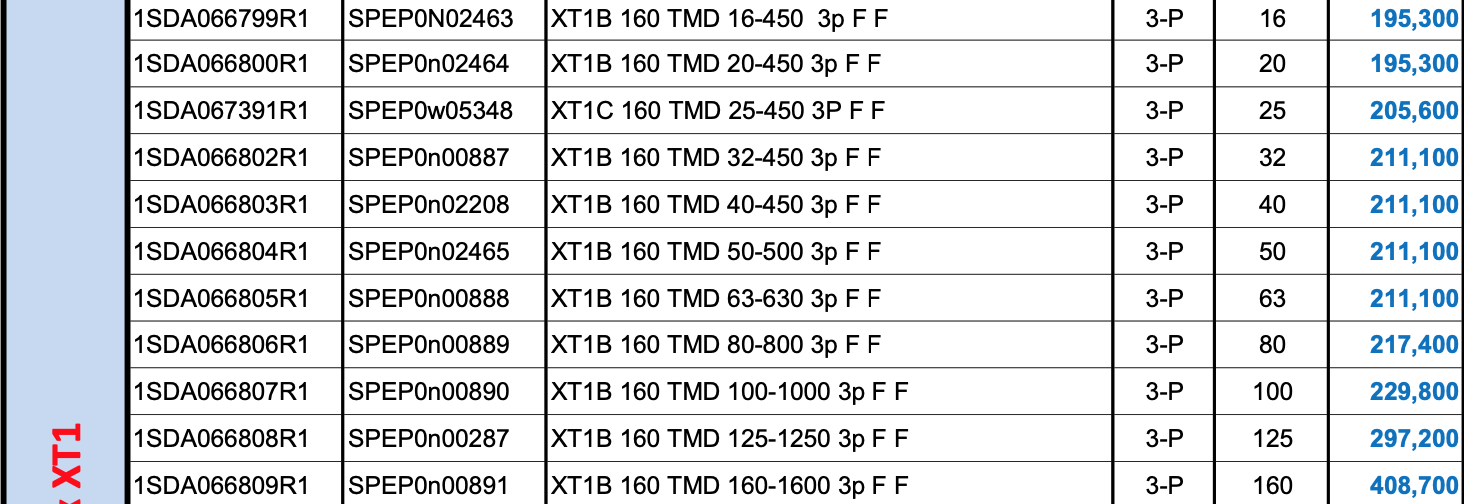 1SDA066799R1 SPEP0N02463 XT1B 160 TMD 16-450  3p F F 3-P 16 195,300
1SDA066800R1 SPEP0n02464 XT1B 160 TMD 20-450 3p F F 3-P 20 195,300
1SDA067391R1 SPEP0w05348 XT1C 160 TMD 25-450 3P F F 3-P 25 205,600
1SDA066802R1 SPEP0n00887 XT1B 160 TMD 32-450 3p F F 3-P 32 211,100
1SDA066803R1 SPEP0n02208 XT1B 160 TMD 40-450 3p F F 3-P 40 211,100
1SDA066804R1 SPEP0n02465 XT1B 160 TMD 50-500 3p F F 3-P 50 211,100
1SDA066805R1 SPEP0n00888 XT1B 160 TMD 63-630 3p F F 3-P 63 211,100
1SDA066806R1 SPEP0n00889 XT1B 160 TMD 80-800 3p F F 3-P 80 217,400
1SDA066807R1 SPEP0n00890 XT1B 160 TMD 100-1000 3p F F 3-P 100 229,800
1SDA066808R1 SPEP0n00287 XT1B 160 TMD 125-1250 3p F F 3-P 125 297,200
1SDA066809R1 SPEP0n00891 XT1B 160 TMD 160-1600 3p F F 3-P 160 408,700
XT1